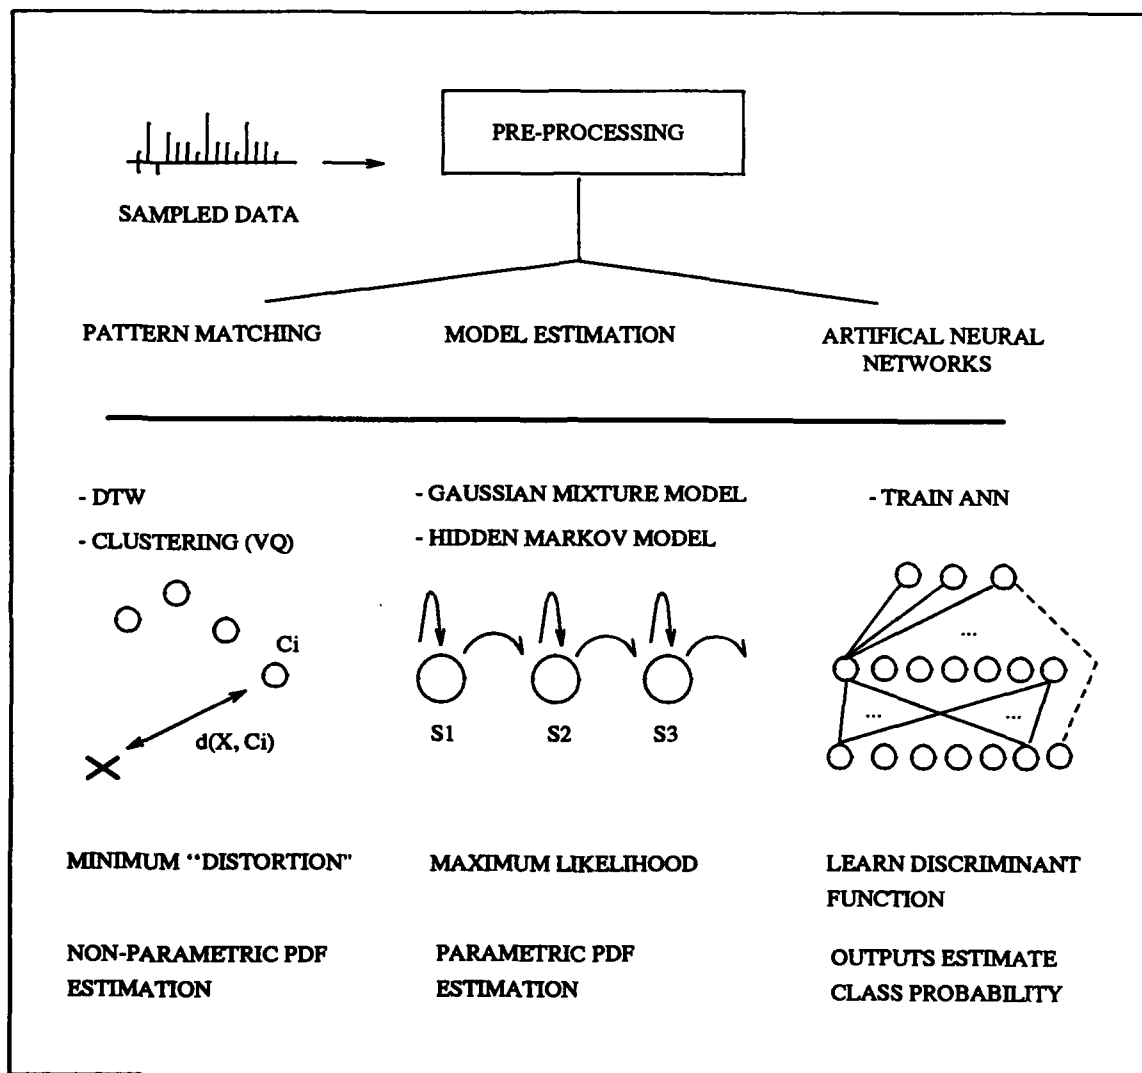 PRE-PROCESSING
SAMPLED DATA
PATTERN MATCHING
MODEL ESTIMATION
ARTIFICAL NEURAL
NETWORKS
- DTW
- CLUSTERING (VQ)
Ci
d(X, Ci)
- GAUSSIAN MIXTURE MODEL
- HIDDEN MARKOV MODEL
S1 S2 S3
- TRAIN ANN
...
... ...
MINIMUM “DISTORTION"
MAXIMUM LIKELIHOOD
LEARN DISCRIMINANT
FUNCTION
NON-PARAMETRIC PDF
ESTIMATION
PARAMETRIC PDF
ESTIMATION
OUTPUTS ESTIMATE
CLASS PROBABILITY